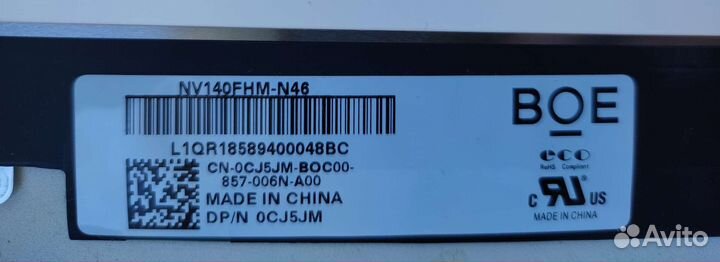 NV140FHM-N46
L1QR18589400048BC
CN-0CJ5JM-BOC00-
857-006N-A00
MADE IN CHINA
DP/N 0CJ5JM
BOE
eco
RoHS Compliant
c RU US
MADE IN CHINA
Avito